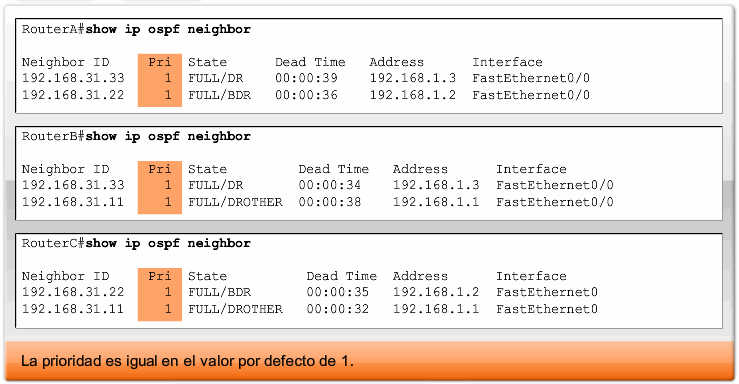 RouterA#show ip ospf neighbor
Neighbor ID Pri State Dead Time Address Interface
192.168.31.33 1 FULL/DR 00:00:39 192.168.1.3 FastEthernet0/0
192.168.31.22 1 FULL/BDR 00:00:36 192.168.1.2 FastEthernet0/0
RouterB#show ip ospf neighbor
Neighbor ID Pri State Dead Time Address Interface
192.168.31.33 1 FULL/DR 00:00:34 192.168.1.3 FastEthernet0/0
192.168.31.11 1 FULL/DROTHER 00:00:38 192.168.1.1 FastEthernet0/0
RouterC#show ip ospf neighbor
Neighbor ID Pri State Dead Time Address Interface
192.168.31.22 1 FULL/BDR 00:00:35 192.168.1.2 FastEthernet0
192.168.31.11 1 FULL/DROTHER 00:00:32 192.168.1.1 FastEthernet0
La prioridad es igual en el valor por defecto de 1.